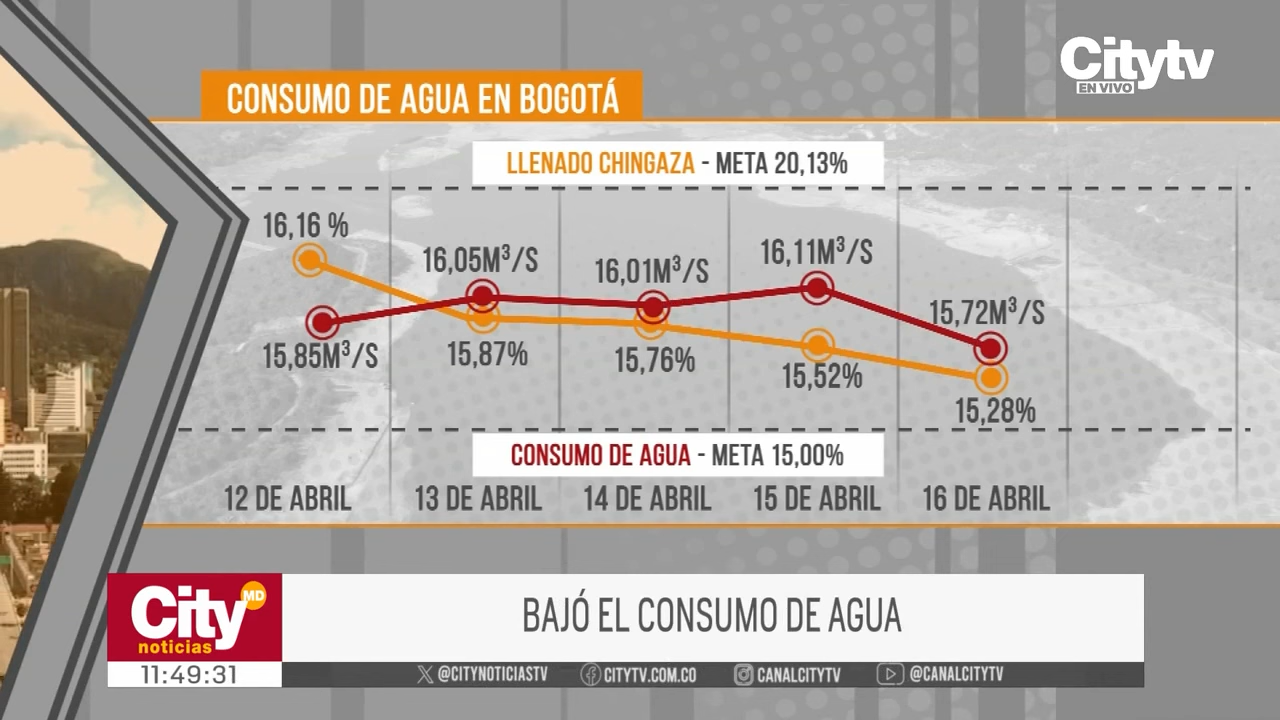 Citytv
EN VIVO
CONSUMO DE AGUA EN BOGOTÁ
LLENADO CHINGAZA - META 20,13%
16,16 %
16,05M³/S
16,01M³/S
16,11M³/S
15,72M³/S
15,85M³/S
15,87%
15,76%
15,52%
15,28%
CONSUMO DE AGUA - META 15,00%
12 DE ABRIL
13 DE ABRIL
14 DE ABRIL
15 DE ABRIL
16 DE ABRIL
City MD
noticias
BAJÓ EL CONSUMO DE AGUA
11:49:31
@CITYNOTICIASTV
CITYTV.COM.CO
CANALCITYTV
@CANALCITYTV